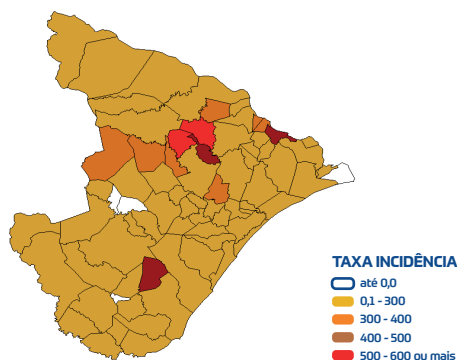 TAXA INCIDÊNCIA
até 0,0
0,1 - 300
300 - 400
400 - 500
500 - 600 ou mais